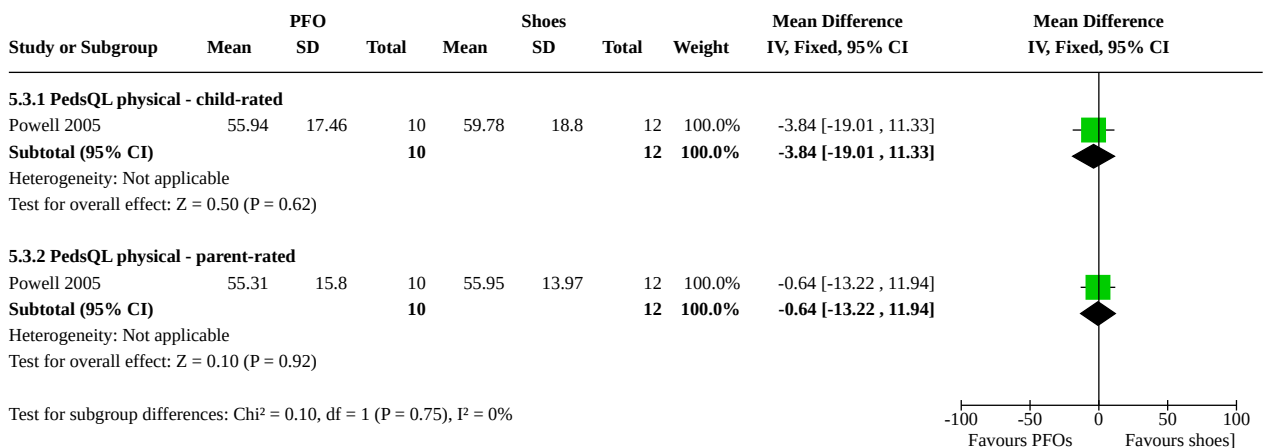 PFO Shoes Mean Difference Mean Difference
Study or Subgroup Mean SD Total Mean SD Total Weight IV, Fixed, 95% CI IV, Fixed, 95% CI
5.3.1 PedsQL physical - child-rated
Powell 2005 55.94 17.46 10 59.78 18.8 12 100.0% -3.84 [-19.01 , 11.33]
Subtotal (95% CI) 10 12 100.0% -3.84 [-19.01 , 11.33]
Heterogeneity: Not applicable
Test for overall effect: Z = 0.50 (P = 0.62)
5.3.2 PedsQL physical - parent-rated
Powell 2005 55.31 15.8 10 55.95 13.97 12 100.0% -0.64 [-13.22 , 11.94]
Subtotal (95% CI) 10 12 100.0% -0.64 [-13.22 , 11.94]
Heterogeneity: Not applicable
Test for overall effect: Z = 0.10 (P = 0.92)
Test for subgroup differences: Chi² = 0.10, df = 1 (P = 0.75), I² = 0%
-100 -50 0 50 100
Favours PFOs Favours shoes]